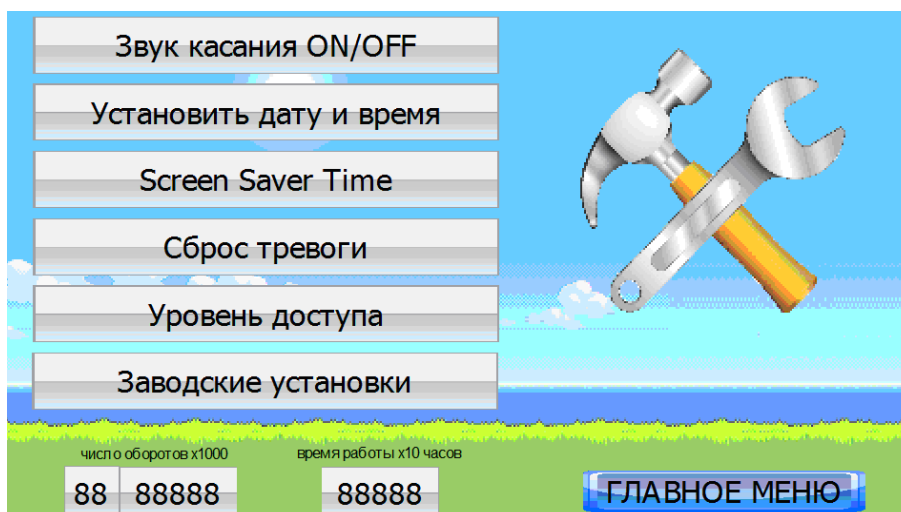 Звук касания ON/OFF
Установить дату и время
Screen Saver Time
Сброс тревоги
Уровень доступа
Заводские установки
число оборотов x1000
время работы x10 часов
88 88888
88888
ГЛАВНОЕ МЕНЮ